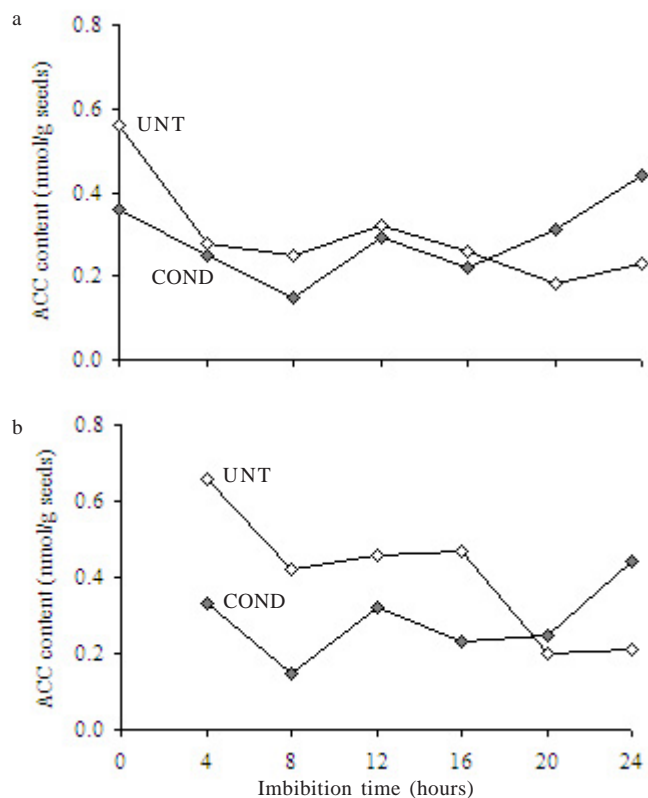 a
0.8
0.6
0.4
0.2
0.0
ACC content (nmol/g seeds)
UNT
COND
b
0.8
0.6
0.4
0.2
0.0
ACC content (nmol/g seeds)
UNT
COND
0 4 8 12 16 20 24
Imbibition time (hours)